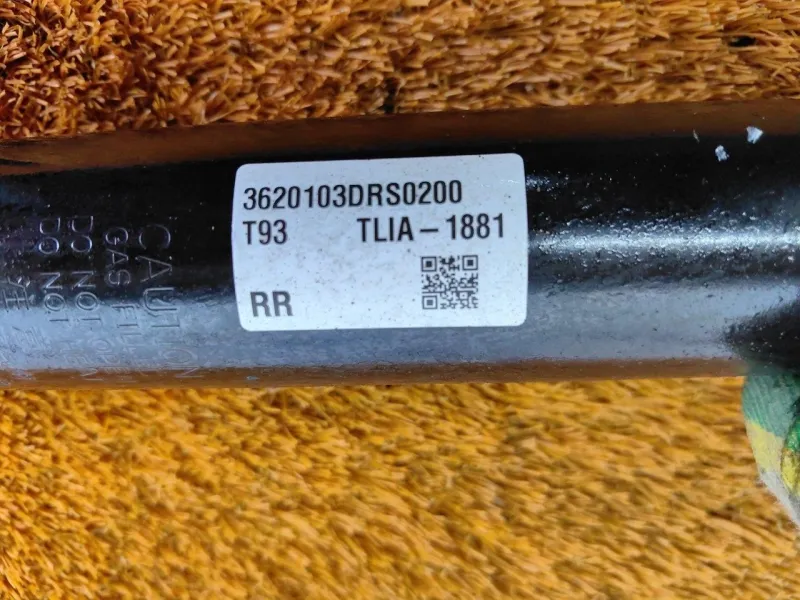 3620103DRS0200
T93 TLIA-1881
RR
CAUTION
GAS FILLED
DO NOT
DO NOT